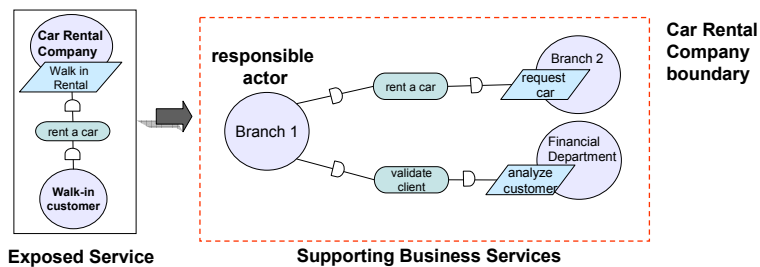 Car Rental
Company
Walk in
Rental
rent a car
Walk-in
customer
Exposed Service
responsible
actor
Branch 1
rent a car
Branch 2
request
car
validate
client
Financial
Department
analyze
customer
Supporting Business Services
Car Rental
Company
boundary